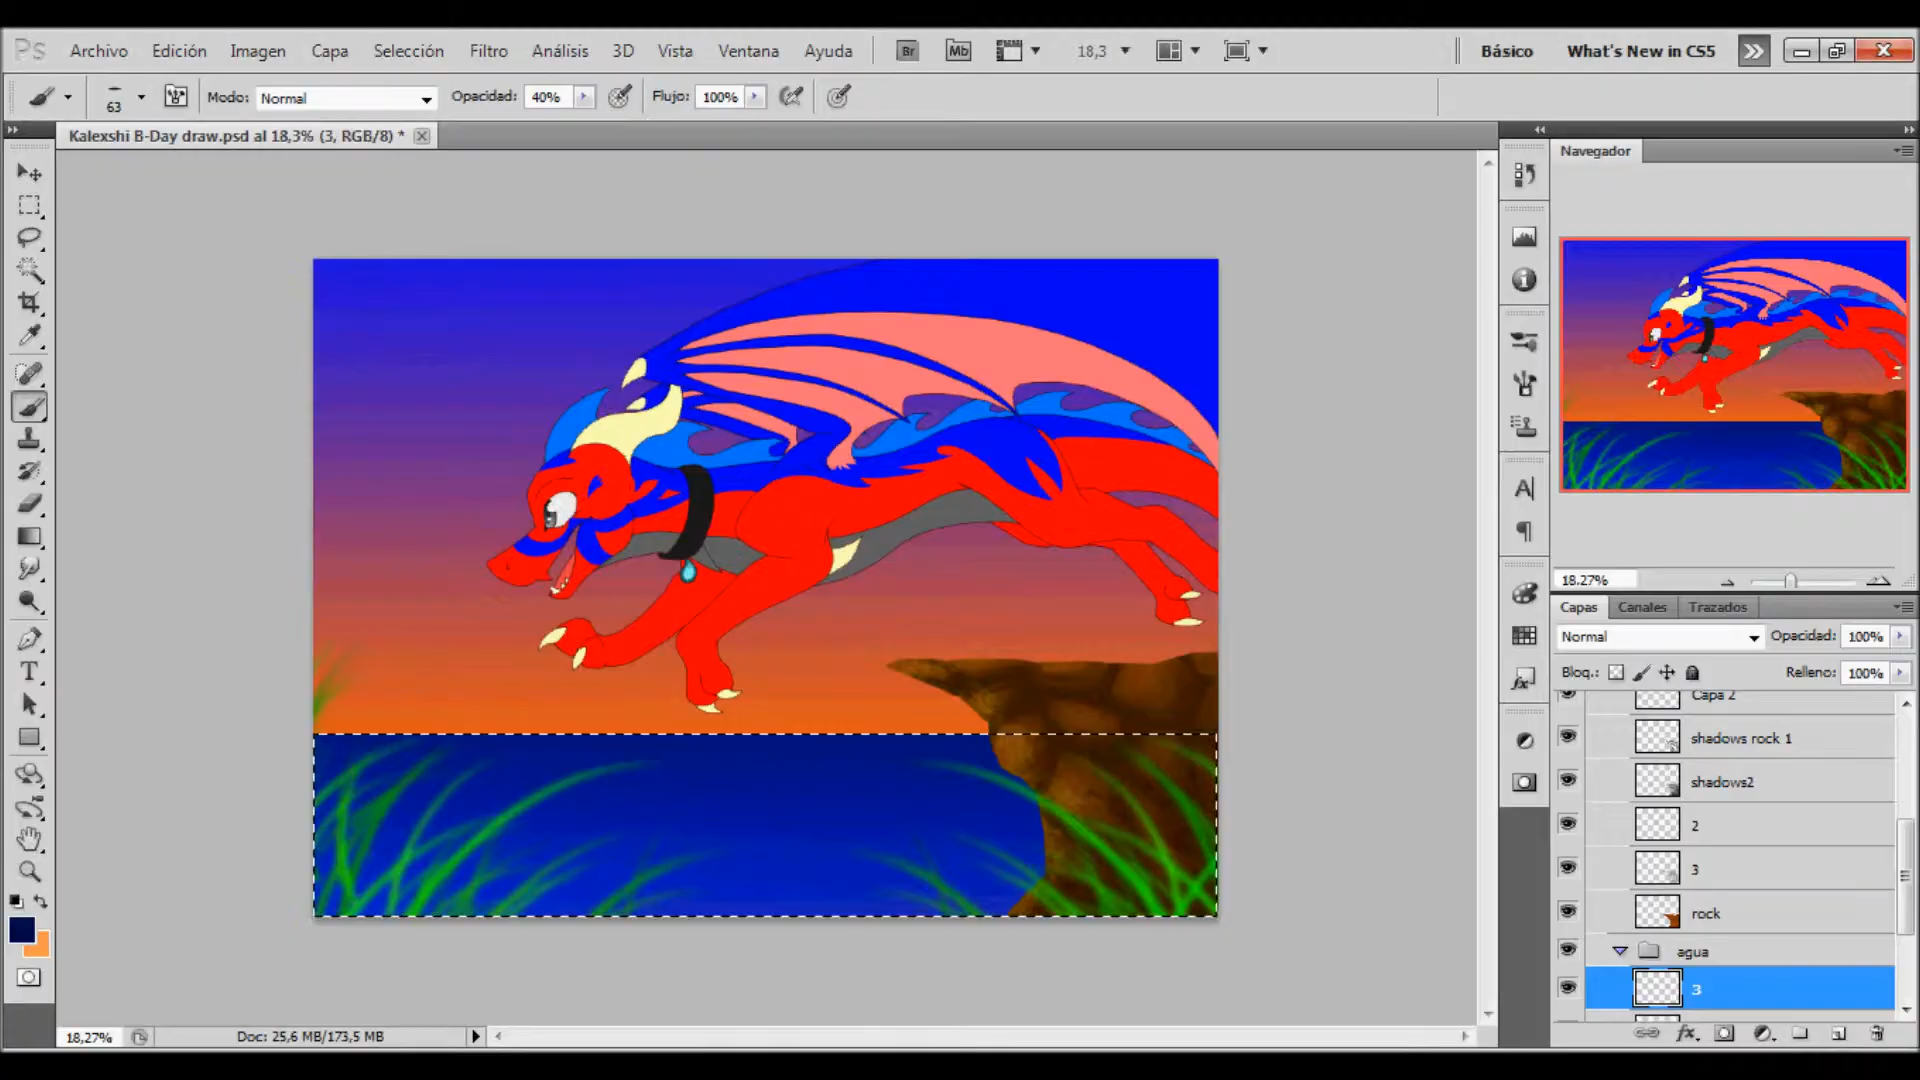 Ps Archivo Edición Imagen Capa Selección Filtro Análisis 3D Vista Ventana Ayuda Br Mb 18,3 Básico What's New in CS5
63 Modo: Normal Opacidad: 40% Flujo: 100%
Kalexshi B-Day draw.psd al 18,3% (3, RGB/8) *
Navegador
18.27%
Capas Canales Trazados
Normal Opacidad: 100%
Bloq.: Relleno: 100%
Capa 2
shadows rock 1
shadows2
2
3
rock
agua
3
18,27% Doc: 25,6 MB/173,5 MB